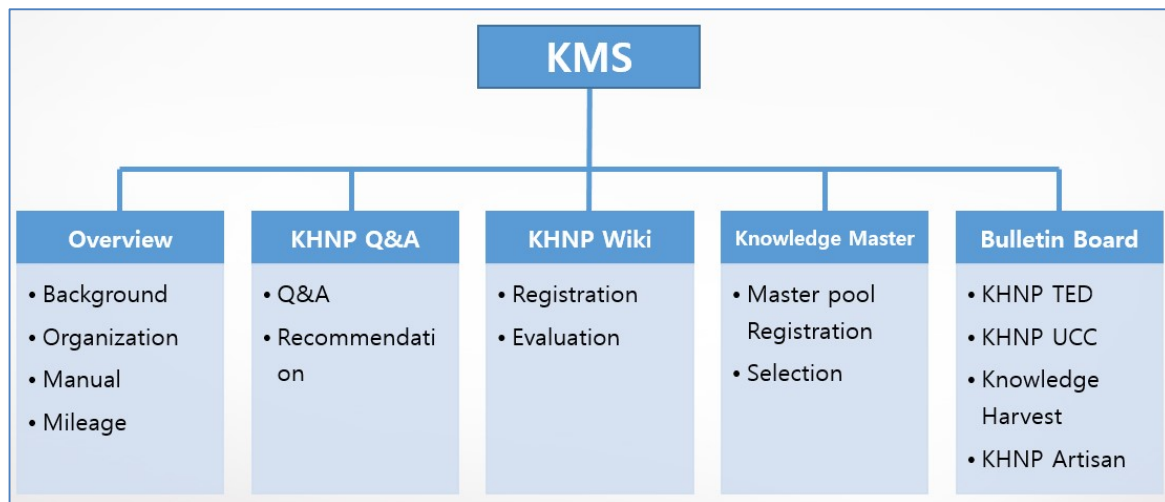 KMS
Overview
• Background
• Organization
• Manual
• Mileage
KHNP Q&A
• Q&A
• Recommendati
on
KHNP Wiki
• Registration
• Evaluation
Knowledge Master
• Master pool
Registration
• Selection
Bulletin Board
• KHNP TED
• KHNP UCC
• Knowledge
Harvest
• KHNP Artisan